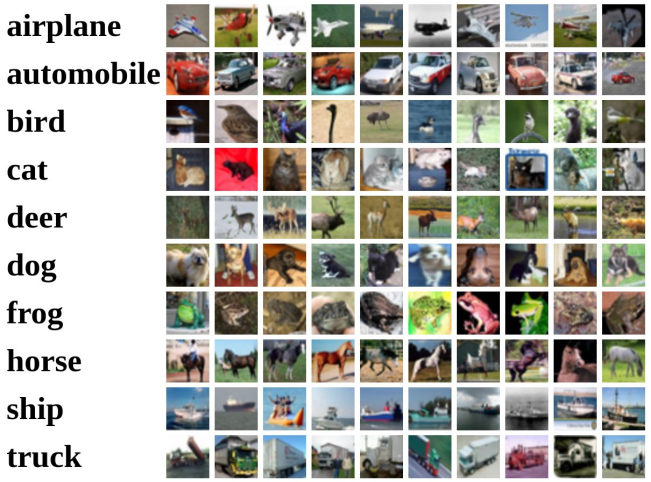 airplane
automobile
bird
cat
deer
dog
frog
horse
ship
truck